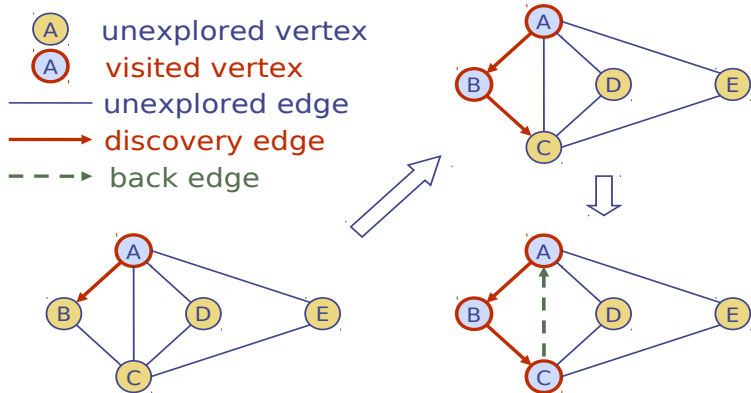 A unexplored vertex
A visited vertex
unexplored edge
discovery edge
back edge
A
B
D
E
C
A
B
D
E
C
A
B
D
E
C